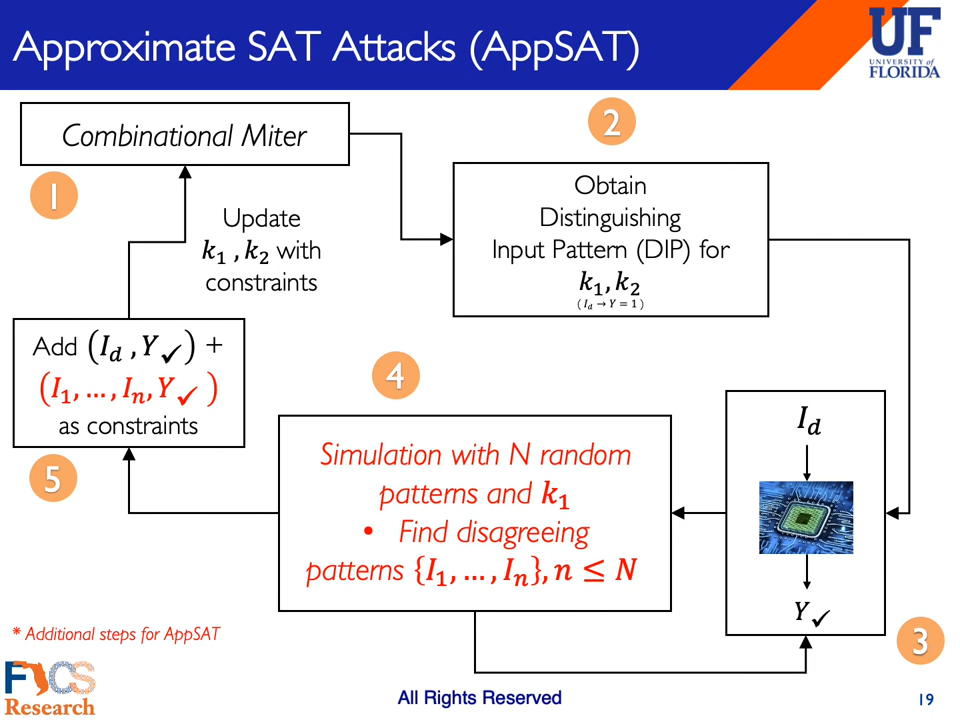 Approximate SAT Attacks (AppSAT)
UF
UNIVERSITY of
FLORIDA
Combinational Miter
1
2
Obtain
Distinguishing
Input Pattern (DIP) for
k₁, k₂
( I_d → Y = 1 )
Update
k₁ , k₂ with
constraints
Add (I_d , Y✓) +
(I₁, … , Iₙ, Y✓ )
as constraints
5
4
Simulation with N random
patterns and k₁
• Find disagreeing
patterns {I₁, … , Iₙ}, n ≤ N
I_d
Y✓
3
* Additional steps for AppSAT
FICS
Research
All Rights Reserved
19